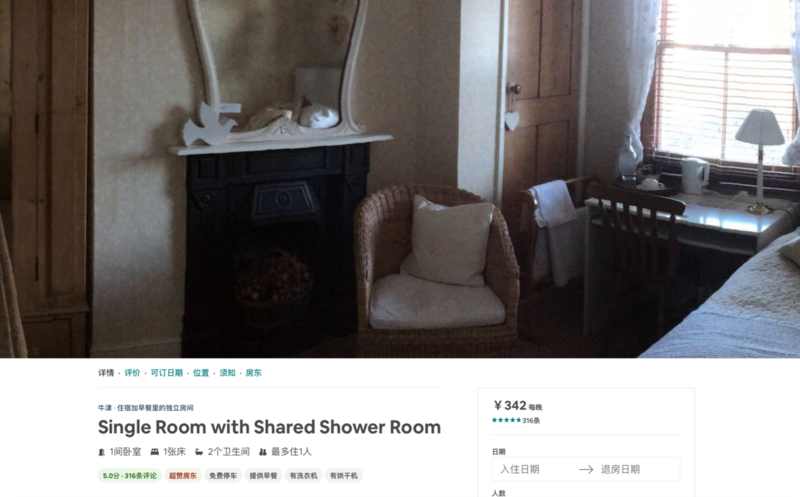 详情 · 评价 · 可订日期 · 位置 · 须知 · 房东
牛津 · 住宿加早餐里的独立房间
Single Room with Shared Shower Room
1间卧室 1张床 2个卫生间 最多住1人
5.0分 · 316条评论 超赞房东 免费停车 提供早餐 有洗衣机 有烘干机
￥342 每晚
★★★★★316条
日期
入住日期 → 退房日期
人数